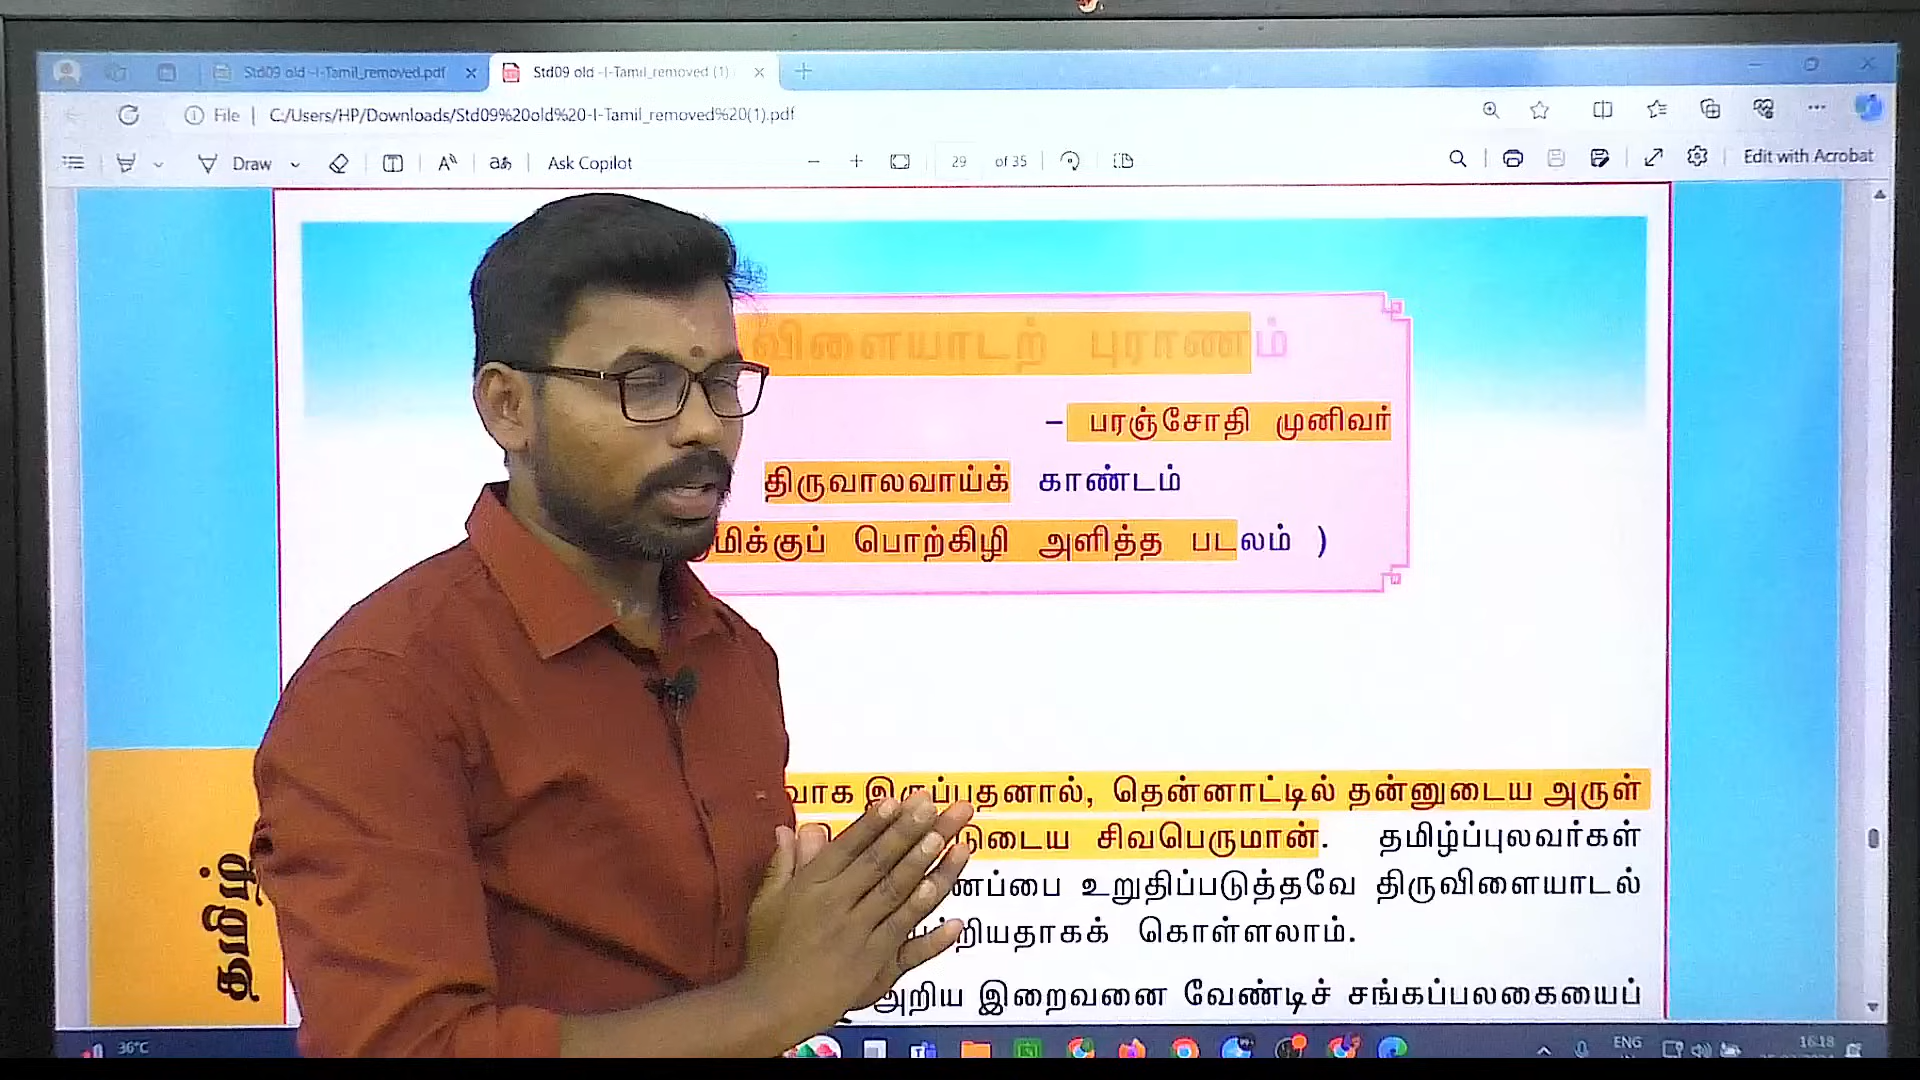 Std09 old -I-Tamil_removed.pdf
Std09 old -I-Tamil_removed (1)
File
C:/Users/HP/Downloads/Std09%20old%20-I-Tamil_removed%20(1).pdf
Draw
Ask Copilot
29 of 35
Edit with Acrobat
விளையாடற் புராணம்
– பரஞ்சோதி முனிவர்
திருவாலவாய்க் காண்டம்
மிக்குப் பொற்கிழி அளித்த படலம் )
வாக இருப்பதனால், தென்னாட்டில் தன்னுடைய அருள்
டுடைய சிவபெருமான். தமிழ்ப்புலவர்கள்
ணப்பை உறுதிப்படுத்தவே திருவிளையாடல்
றியதாகக் கொள்ளலாம்.
அறிய இறைவனை வேண்டிச் சங்கப்பலகையைப்
தமிழ்
36°C
ENG
16:18